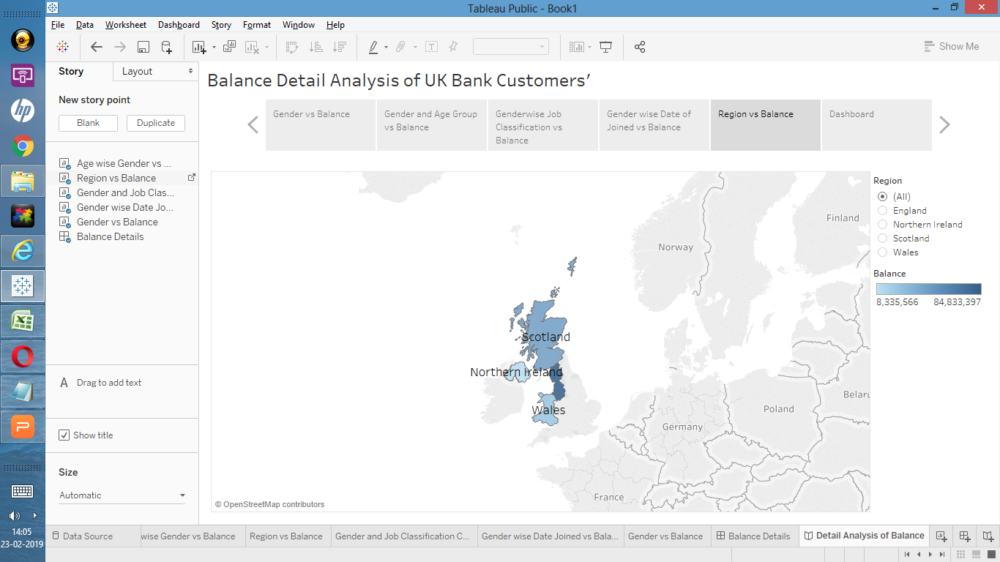 Tableau Public - Book1
File Data Worksheet Dashboard Story Format Window Help
Show Me
Story
Layout
New story point
Blank
Duplicate
Age wise Gender vs ...
Region vs Balance
Gender and Job Clas...
Gender wise Date Jo...
Gender vs Balance
Balance Details
A Drag to add text
Show title
Size
Automatic
Balance Detail Analysis of UK Bank Customers’
Gender vs Balance
Gender and Age Group
vs Balance
Genderwise Job
Classification vs
Balance
Gender wise Date of
Joined vs Balance
Region vs Balance
Dashboard
Finland
Norway
Scotland
Northern Ireland
Wales
Belaru
Poland
Germany
France
© OpenStreetMap contributors
Region
(All)
England
Northern Ireland
Scotland
Wales
Balance
8,335,566 84,833,397
Data Source
wise Gender vs Balance
Region vs Balance
Gender and Job Classification C...
Gender wise Date Joined vs Bala...
Gender vs Balance
Balance Details
Detail Analysis of Balance
hp
P
14:05
23-02-2019